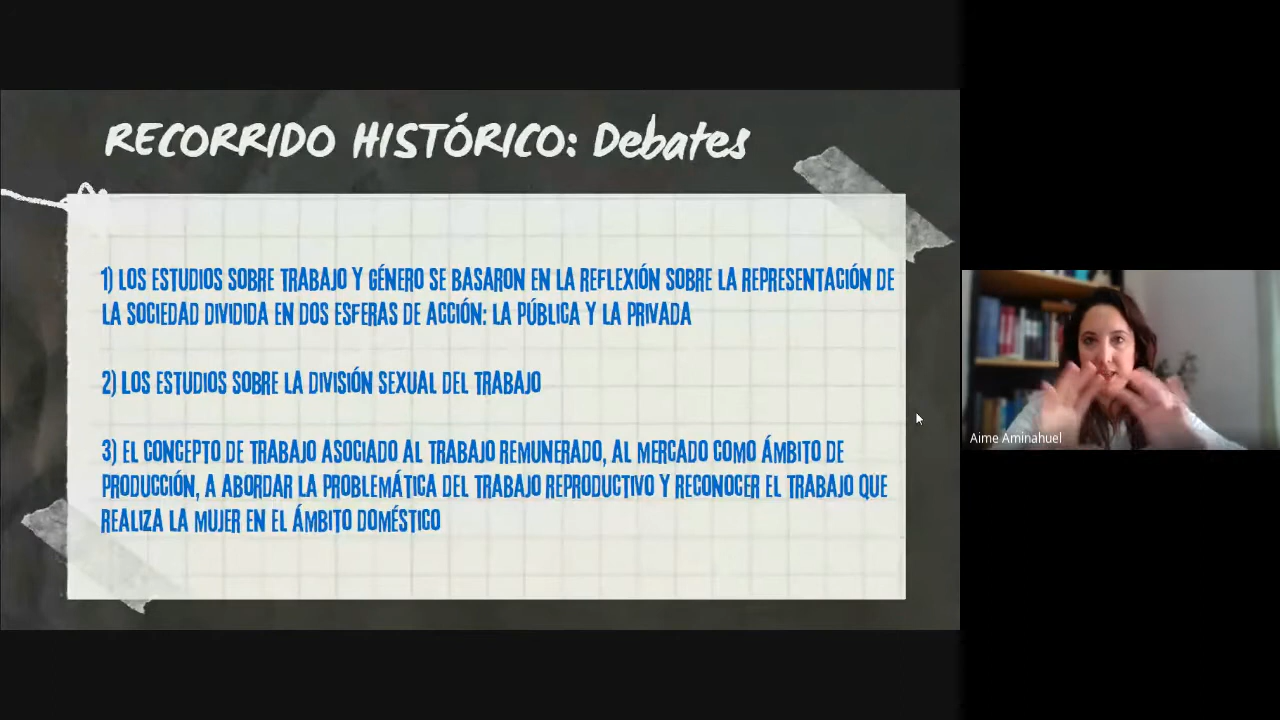 RECORRIDO HISTÓRICO: Debates
1) LOS ESTUDIOS SOBRE TRABAJO Y GÉNERO SE BASARON EN LA REFLEXIÓN SOBRE LA REPRESENTACIÓN DE
LA SOCIEDAD DIVIDIDA EN DOS ESFERAS DE ACCIÓN: LA PÚBLICA Y LA PRIVADA
2) LOS ESTUDIOS SOBRE LA DIVISIÓN SEXUAL DEL TRABAJO
3) EL CONCEPTO DE TRABAJO ASOCIADO AL TRABAJO REMUNERADO, AL MERCADO COMO ÁMBITO DE
PRODUCCIÓN, A ABORDAR LA PROBLEMÁTICA DEL TRABAJO REPRODUCTIVO Y RECONOCER EL TRABAJO QUE
REALIZA LA MUJER EN EL ÁMBITO DOMÉSTICO
Aime Aminahuel